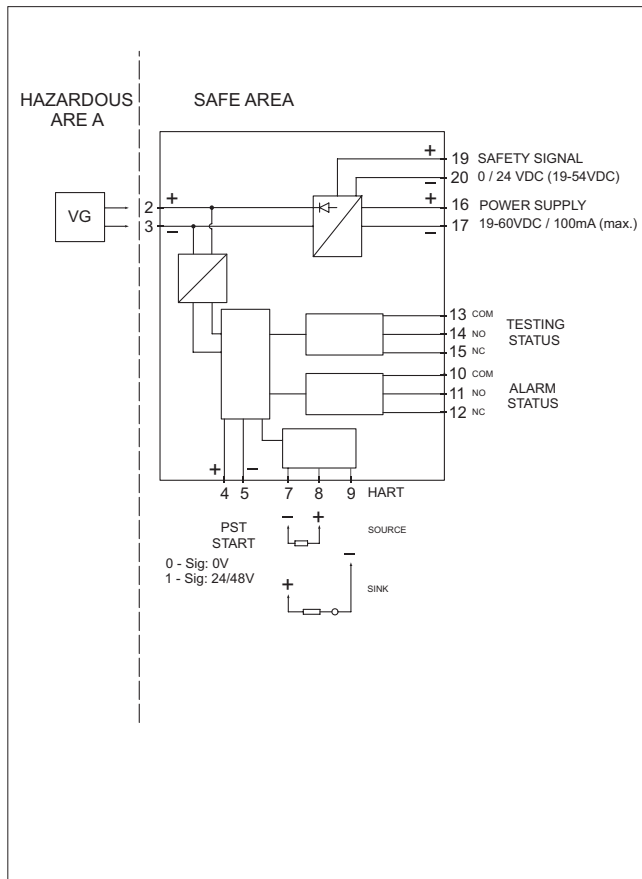 HAZARDOUS
ARE A
SAFE AREA
+ 19 SAFETY SIGNAL
− 20 0 / 24 VDC (19-54VDC)
+ 16 POWER SUPPLY
− 17 19-60VDC / 100mA (max.)
VG
2 +
3 −
13 COM
14 NO
15 NC
TESTING
STATUS
10 COM
11 NO
12 NC
ALARM
STATUS
+ −
4 5 7 8 9 HART
PST
START
0 - Sig: 0V
1 - Sig: 24/48V
− + SOURCE
−
+ SINK